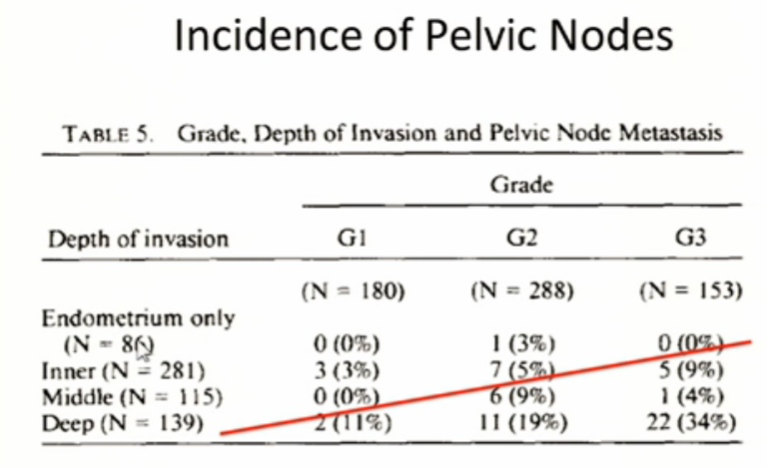 Incidence of Pelvic Nodes
TABLE 5. Grade, Depth of Invasion and Pelvic Node Metastasis
Grade
Depth of invasion G1 G2 G3
(N = 180) (N = 288) (N = 153)
Endometrium only
(N = 86) 0 (0%) 1 (3%) 0 (0%)
Inner (N = 281) 3 (3%) 7 (5%) 5 (9%)
Middle (N = 115) 0 (0%) 6 (9%) 1 (4%)
Deep (N = 139) 2 (11%) 11 (19%) 22 (34%)